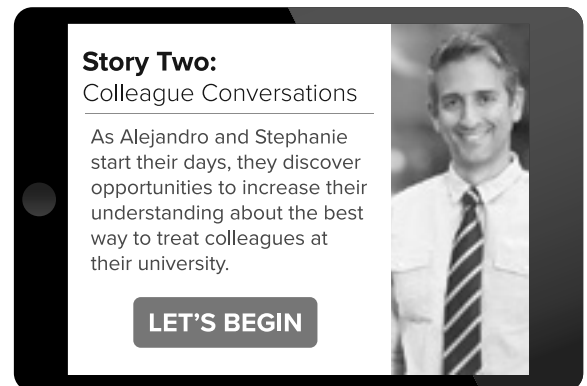 Story Two:
Colleague Conversations
As Alejandro and Stephanie
start their days, they discover
opportunities to increase their
understanding about the best
way to treat colleagues at
their university.
LET'S BEGIN